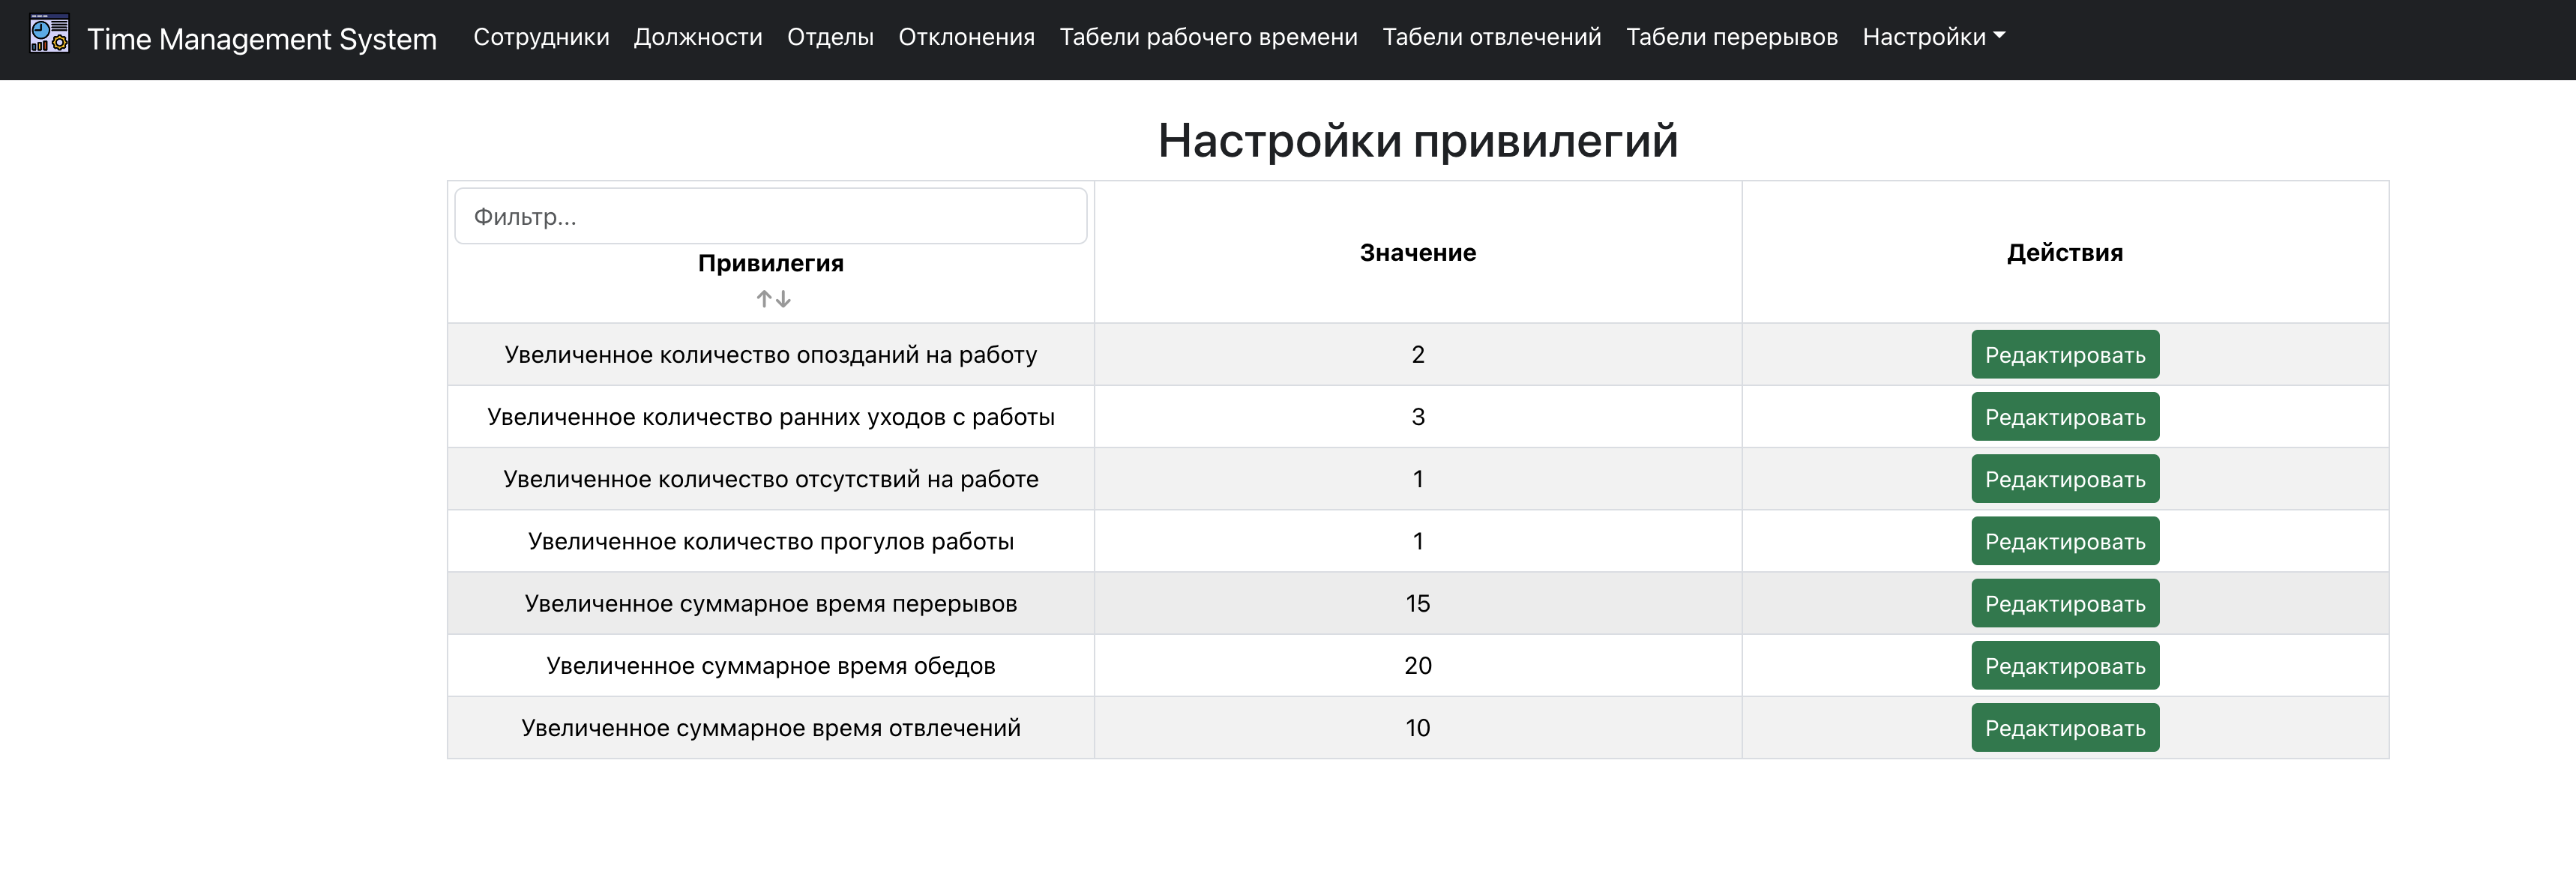 Time Management System Сотрудники Должности Отделы Отклонения Табели рабочего времени Табели отвлечений Табели перерывов Настройки
Настройки привилегий
Фильтр...
Привилегия
↑↓
Значение
Действия
Увеличенное количество опозданий на работу 2 Редактировать
Увеличенное количество ранних уходов с работы 3 Редактировать
Увеличенное количество отсутствий на работе 1 Редактировать
Увеличенное количество прогулов работы 1 Редактировать
Увеличенное суммарное время перерывов 15 Редактировать
Увеличенное суммарное время обедов 20 Редактировать
Увеличенное суммарное время отвлечений 10 Редактировать